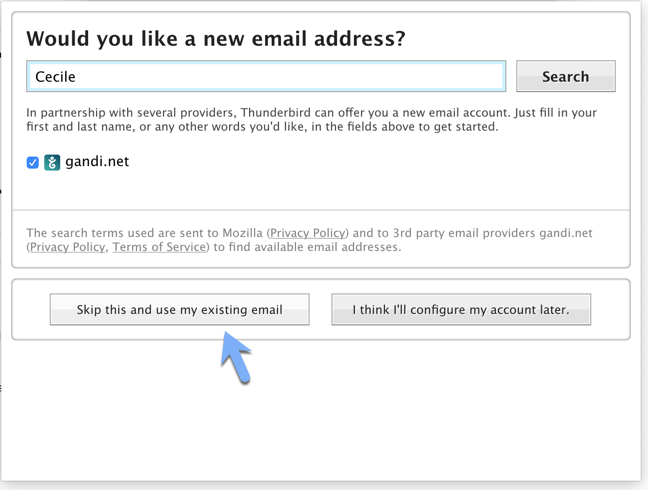 Would you like a new email address?
Cecile
Search
In partnership with several providers, Thunderbird can offer you a new email account. Just fill in your
first and last name, or any other words you'd like, in the fields above to get started.
gandi.net
The search terms used are sent to Mozilla (Privacy Policy) and to 3rd party email providers gandi.net
(Privacy Policy, Terms of Service) to find available email addresses.
Skip this and use my existing email
I think I'll configure my account later.